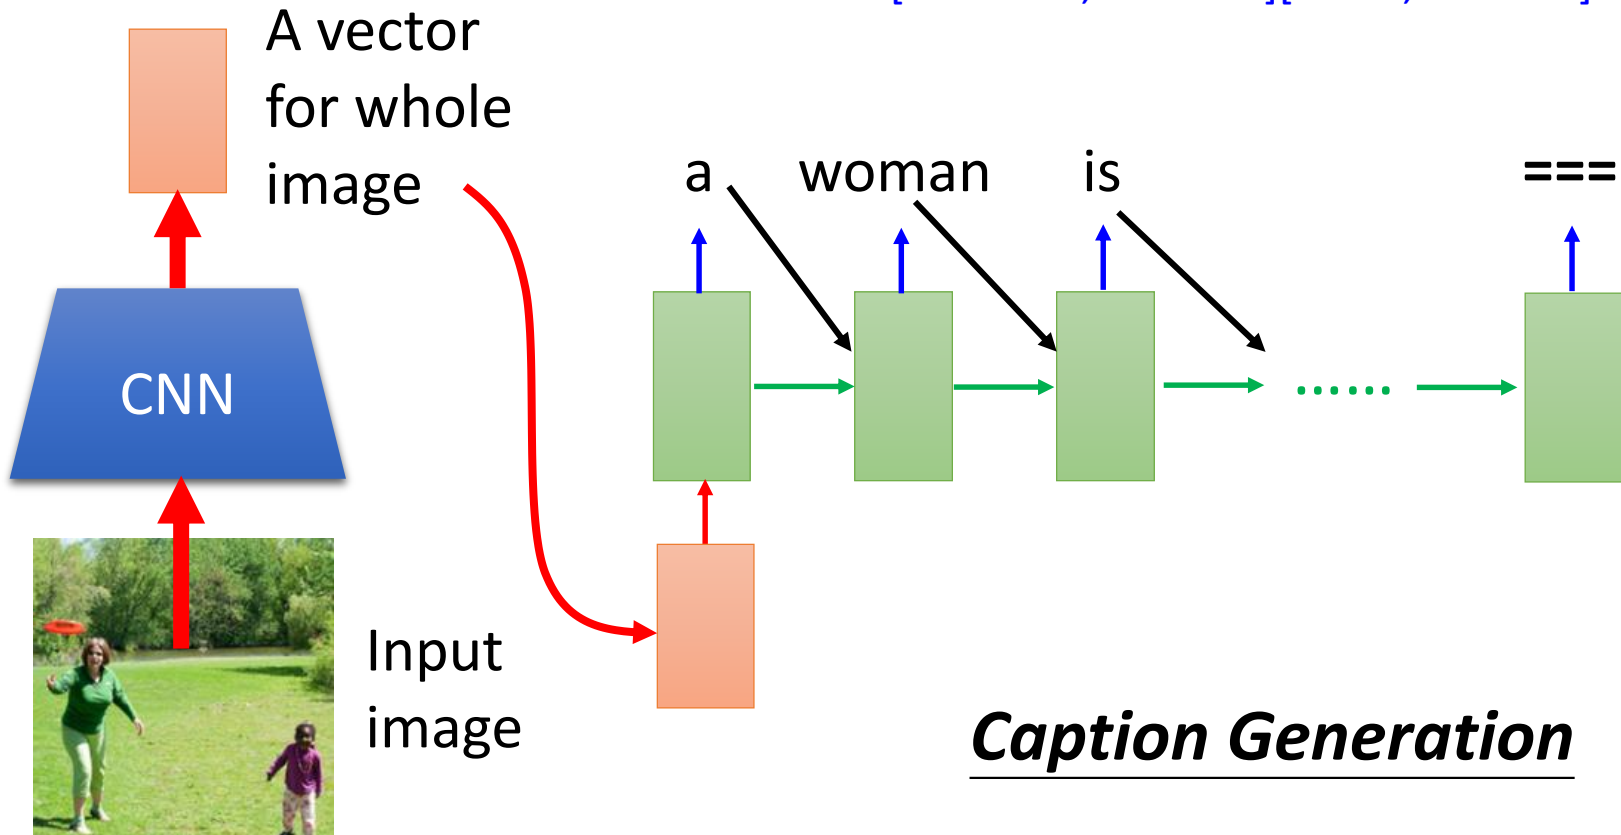 A vector
for whole
image
a woman is ===
CNN
......
Input
image
Caption Generation